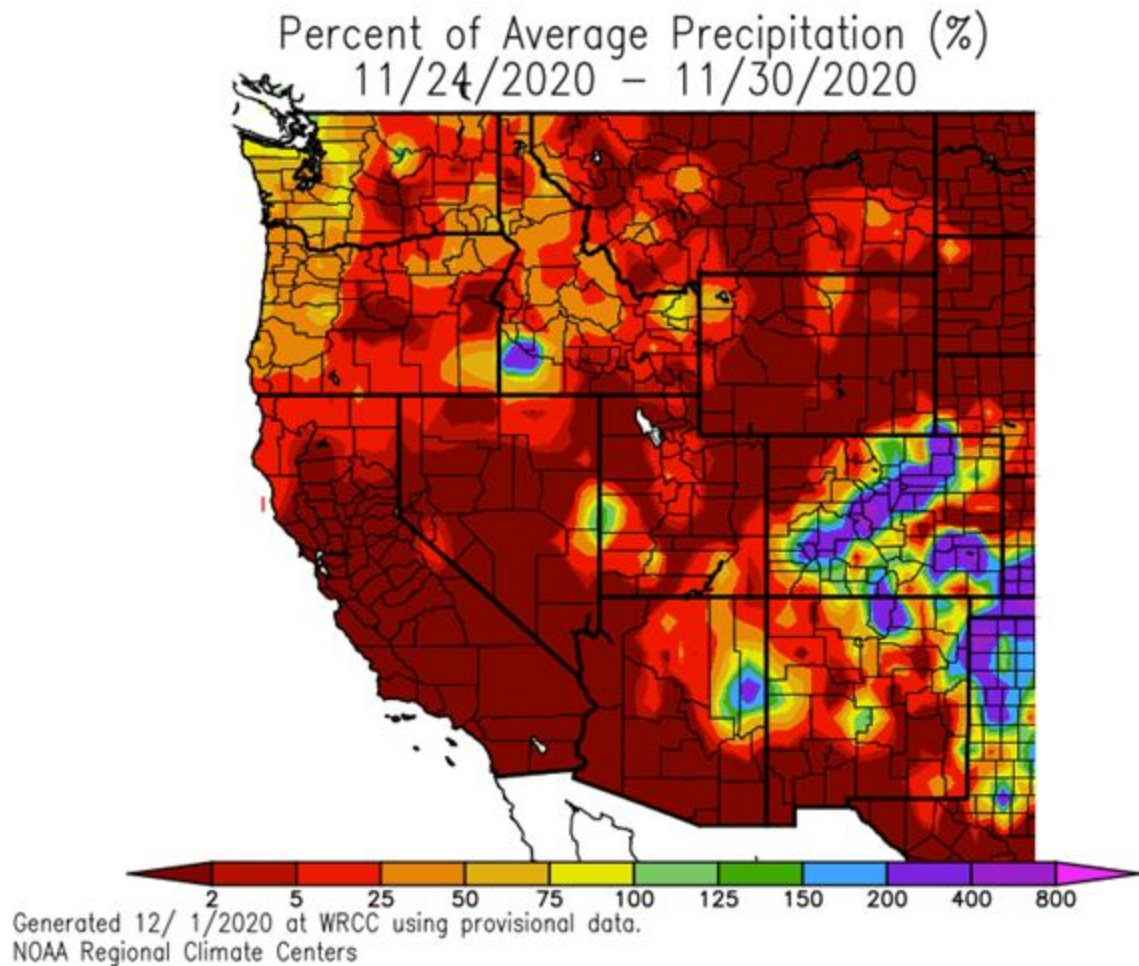 Percent of Average Precipitation (%)
11/24/2020 – 11/30/2020
2 5 25 50 75 100 125 150 200 400 800
Generated 12/ 1/2020 at WRCC using provisional data.
NOAA Regional Climate Centers